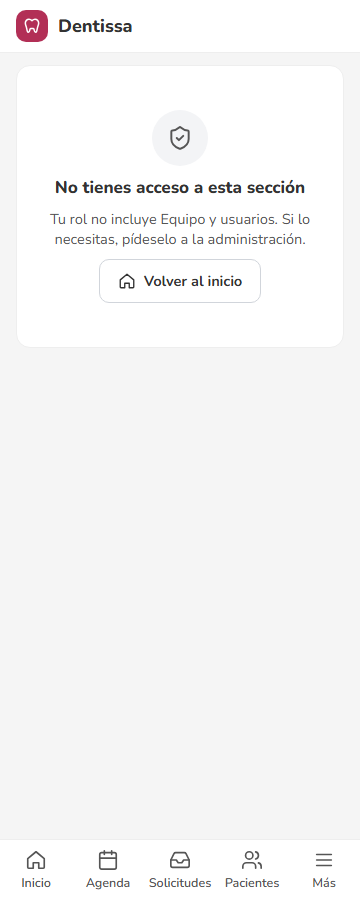 Dentissa
No tienes acceso a esta sección
Tu rol no incluye Equipo y usuarios. Si lo
necesitas, pídeselo a la administración.
Volver al inicio
Inicio
Agenda
Solicitudes
Pacientes
Más